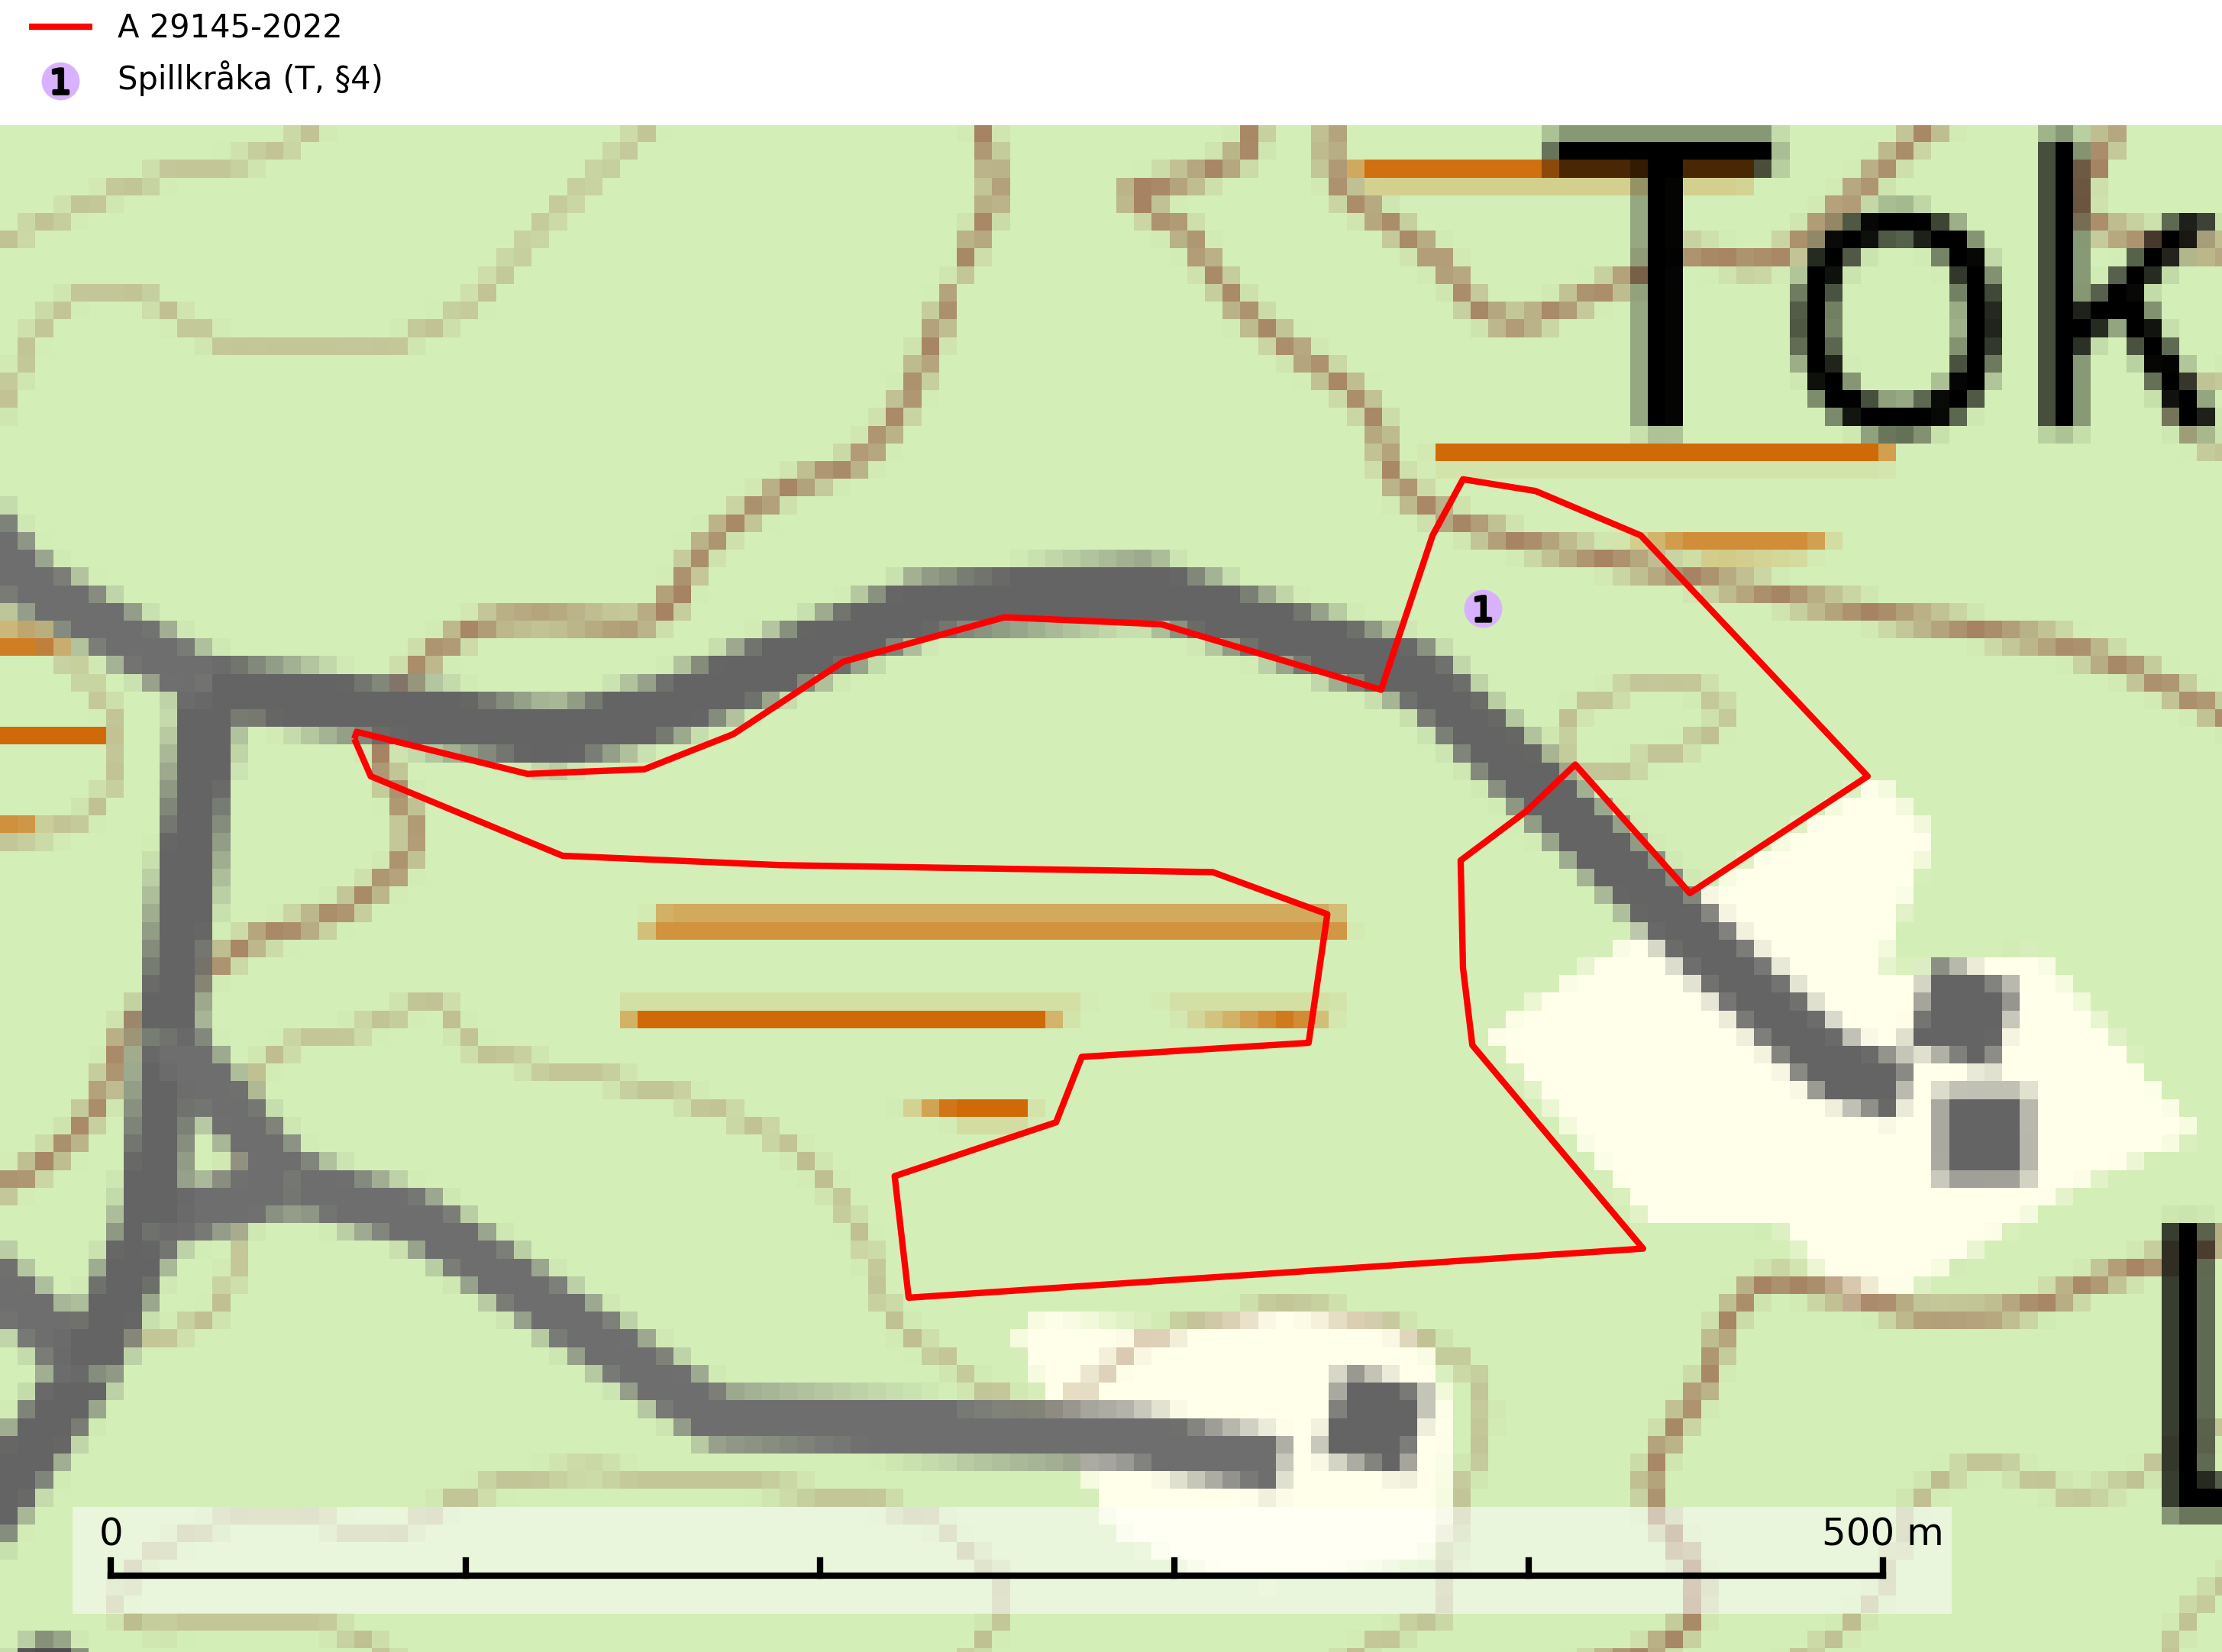 A 29145-2022
1 Spillkråka (T, §4)
Tok
1
L
0 500 m